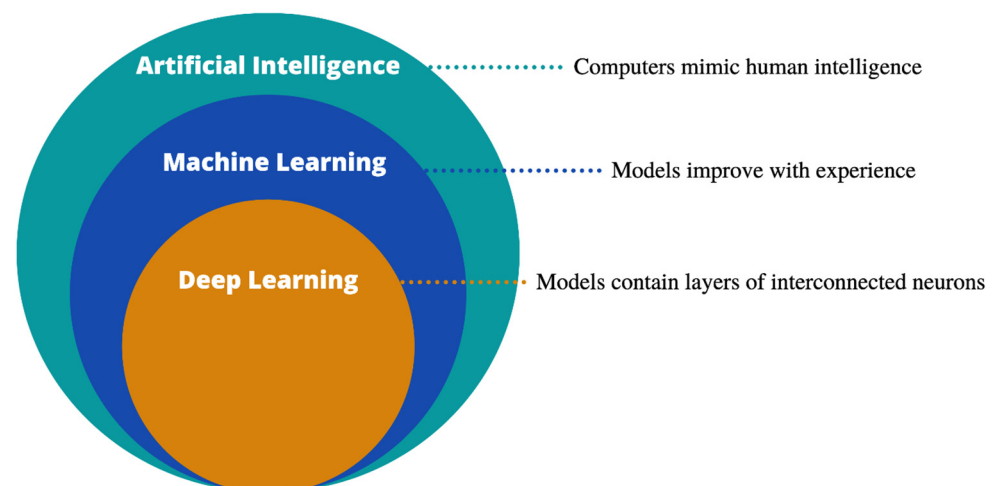 Artificial Intelligence
Computers mimic human intelligence
Machine Learning
Models improve with experience
Deep Learning
Models contain layers of interconnected neurons